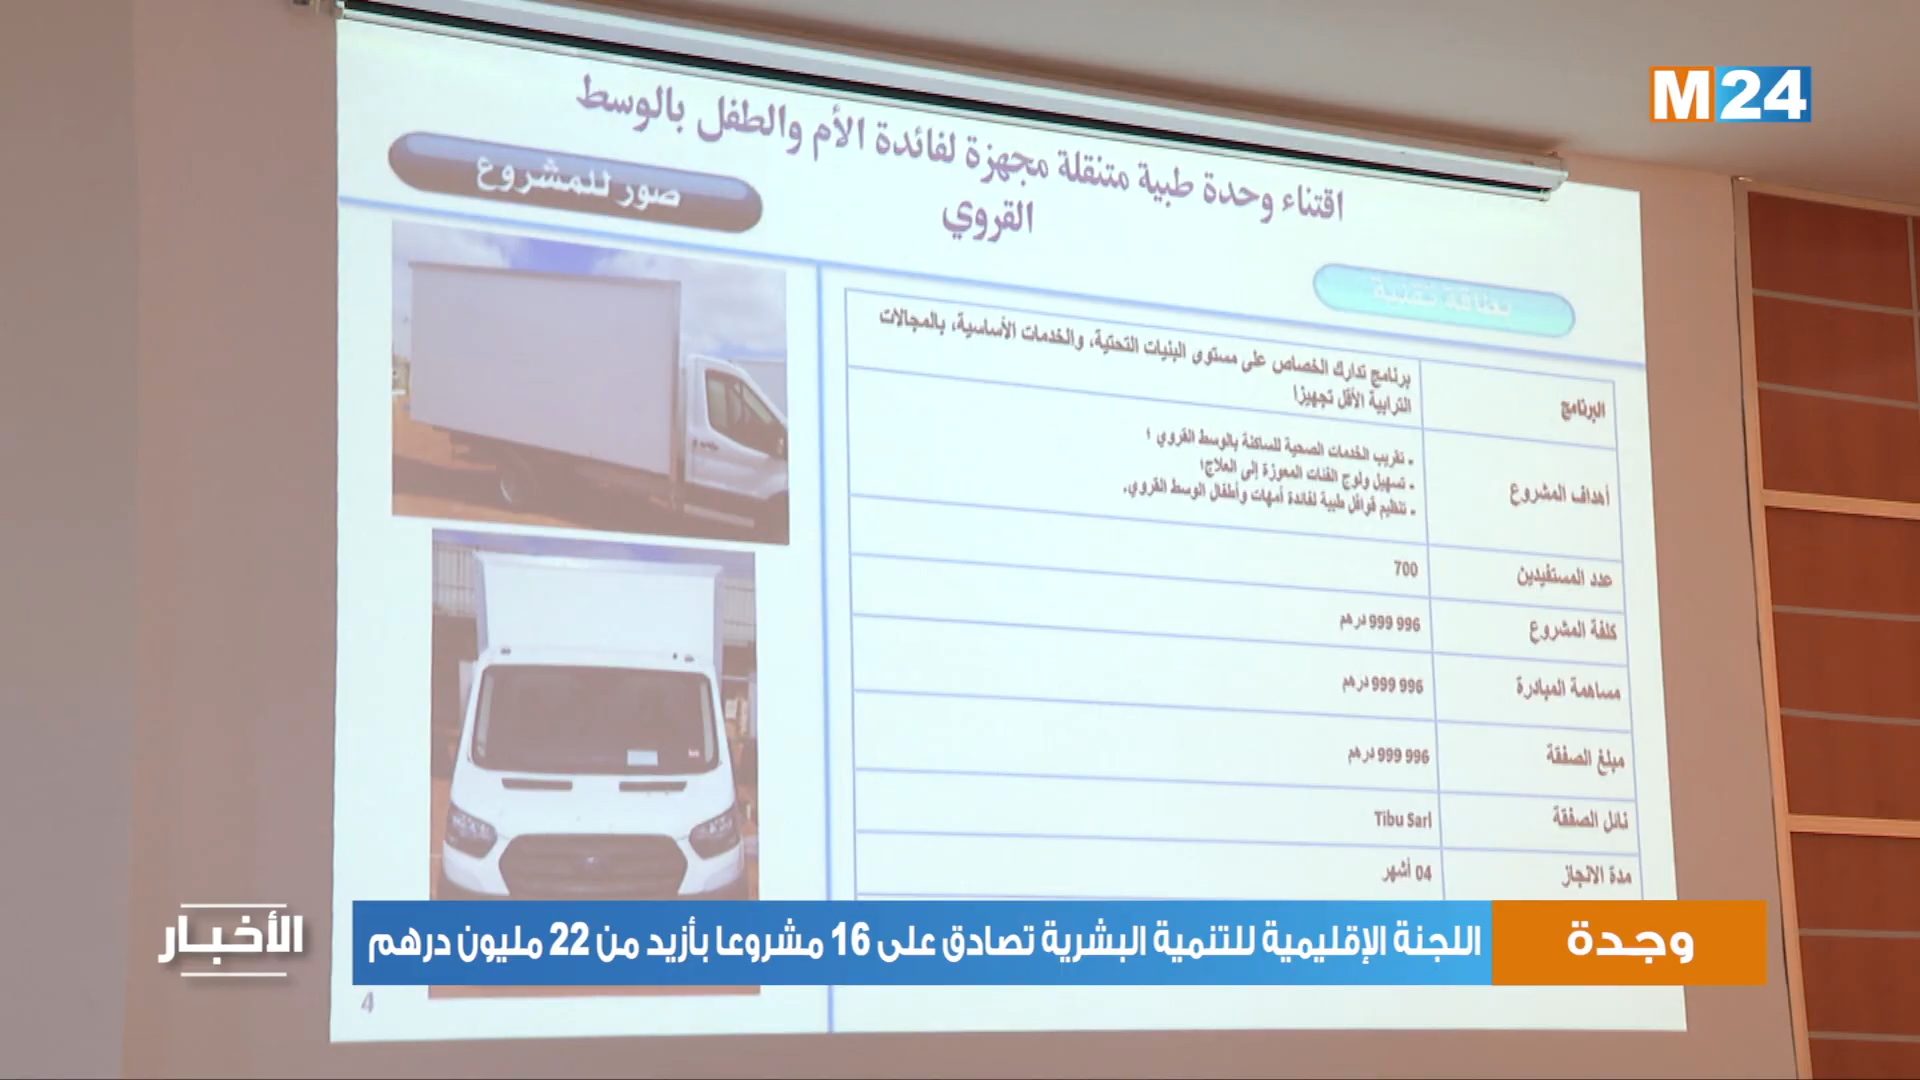 M24
اقتناء وحدة طبية متنقلة مجهزة لفائدة الأم والطفل بالوسط
القروي
صور للمشروع
بطاقة تقنية
البرنامج
برنامج تدارك الخصاص على مستوى البنيات التحتية، والخدمات الأساسية، بالمجالات
الترابية الأقل تجهيزا
أهداف المشروع
- تقريب الخدمات الصحية للساكنة بالوسط القروي ؛
- تسهيل ولوج الفئات المعوزة إلى العلاج؛
- تنظيم قوافل طبية لفائدة أمهات وأطفال الوسط القروي.
عدد المستفيدين
700
كلفة المشروع
999 996 درهم
مساهمة المبادرة
999 996 درهم
مبلغ الصفقة
999 996 درهم
نائل الصفقة
Tibu Sarl
مدة الانجاز
04 أشهر
وجدة
اللجنة الإقليمية للتنمية البشرية تصادق على 16 مشروعا بأزيد من 22 مليون درهم
الأخبار
4